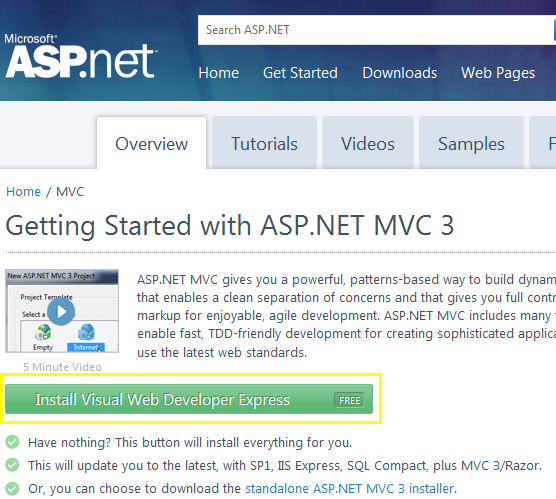 Microsoft®
Search ASP.NET
ASP.net
Home Get Started Downloads Web Pages
Overview Tutorials Videos Samples F
Home / MVC
Getting Started with ASP.NET MVC 3
New ASP.NET MVC 3 Project
Project Template
Select a
Empty Internet
5 Minute Video
ASP.NET MVC gives you a powerful, patterns-based way to build dynam
that enables a clean separation of concerns and that gives you full contr
markup for enjoyable, agile development. ASP.NET MVC includes many
enable fast, TDD-friendly development for creating sophisticated applica
use the latest web standards.
Install Visual Web Developer Express FREE
Have nothing? This button will install everything for you.
This will update you to the latest, with SP1, IIS Express, SQL Compact, plus MVC 3/Razor.
Or, you can choose to download the standalone ASP.NET MVC 3 installer.